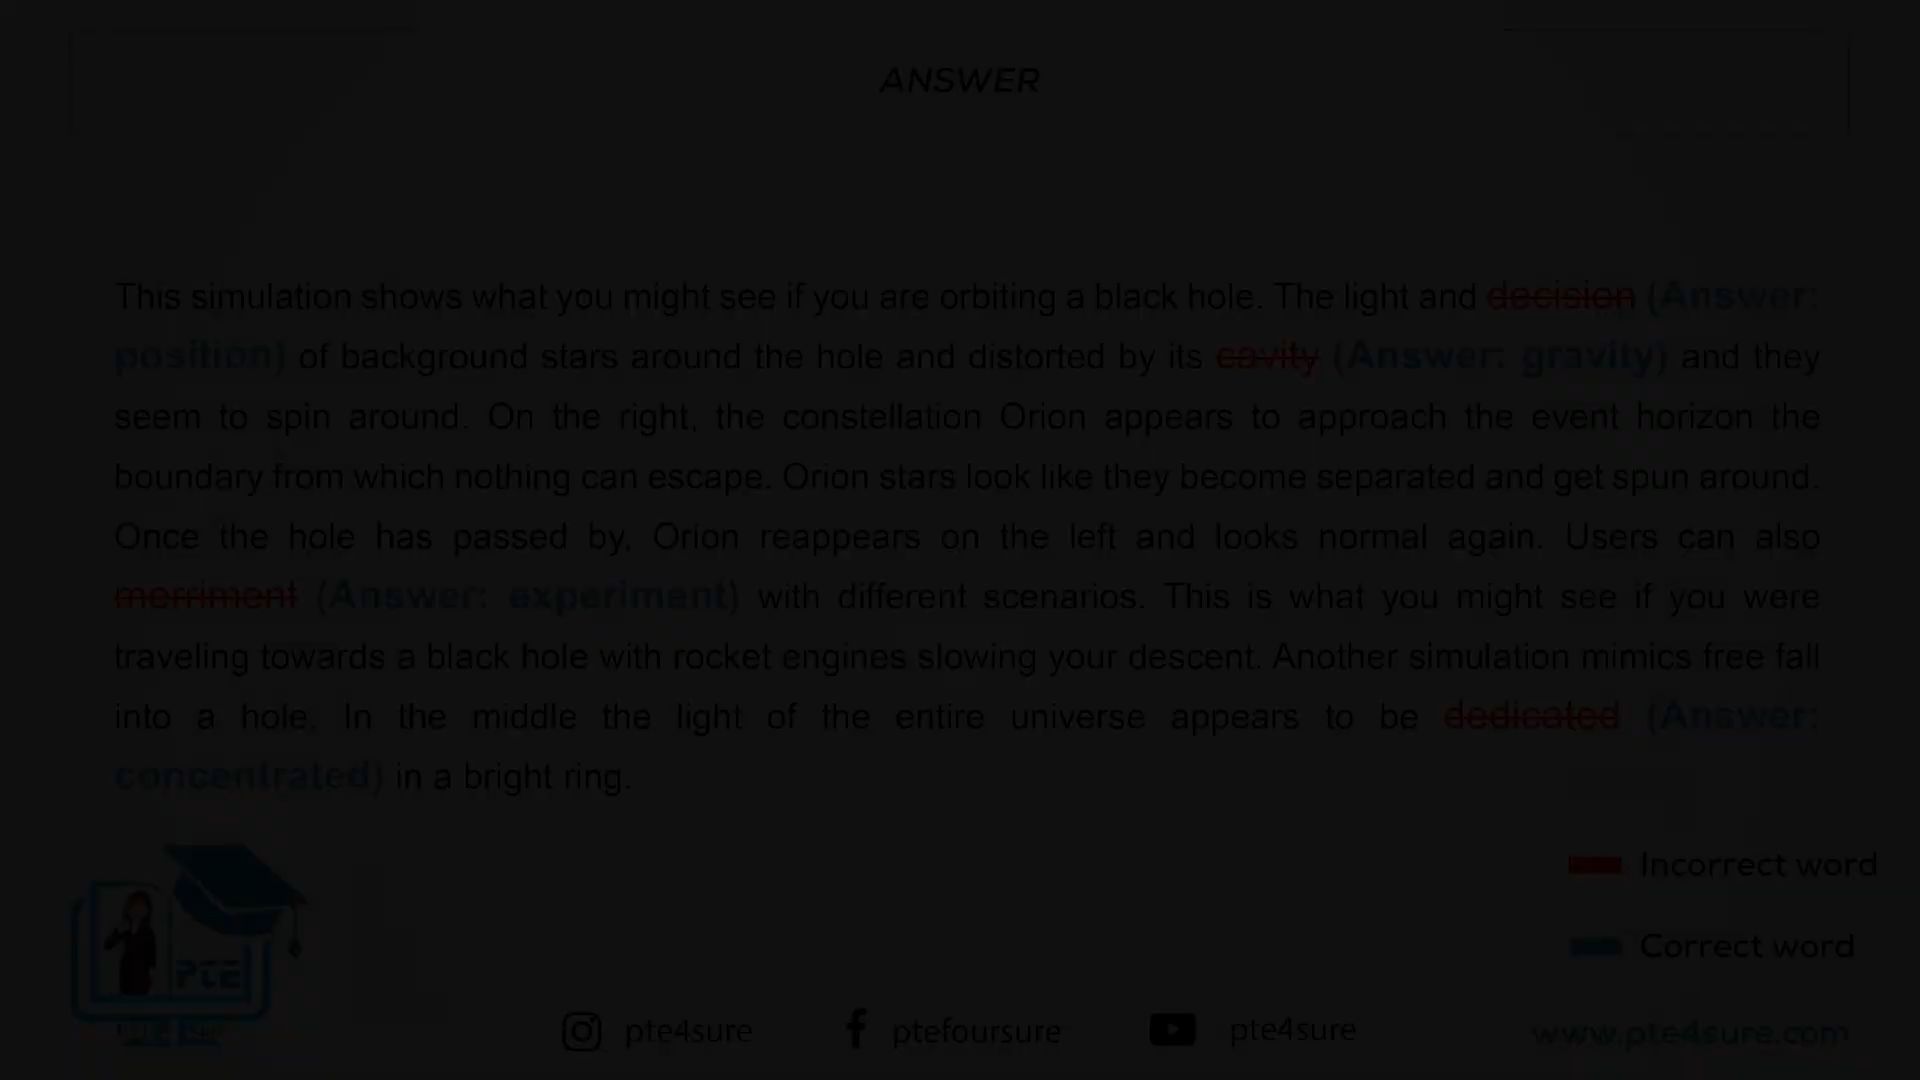 ANSWER
This simulation shows what you might see if you are orbiting a black hole. The light and decision (Answer:
position) of background stars around the hole and distorted by its cavity (Answer: gravity) and they
seem to spin around. On the right, the constellation Orion appears to approach the event horizon the
boundary from which nothing can escape. Orion stars look like they become separated and get spun around.
Once the hole has passed by, Orion reappears on the left and looks normal again. Users can also
merriment (Answer: experiment) with different scenarios. This is what you might see if you were
traveling towards a black hole with rocket engines slowing your descent. Another simulation mimics free fall
into a hole. In the middle the light of the entire universe appears to be dedicated (Answer:
concentrated) in a bright ring.
Incorrect word
Correct word
PTE
pte4sure
ptefoursure
pte4sure
www.pte4sure.com